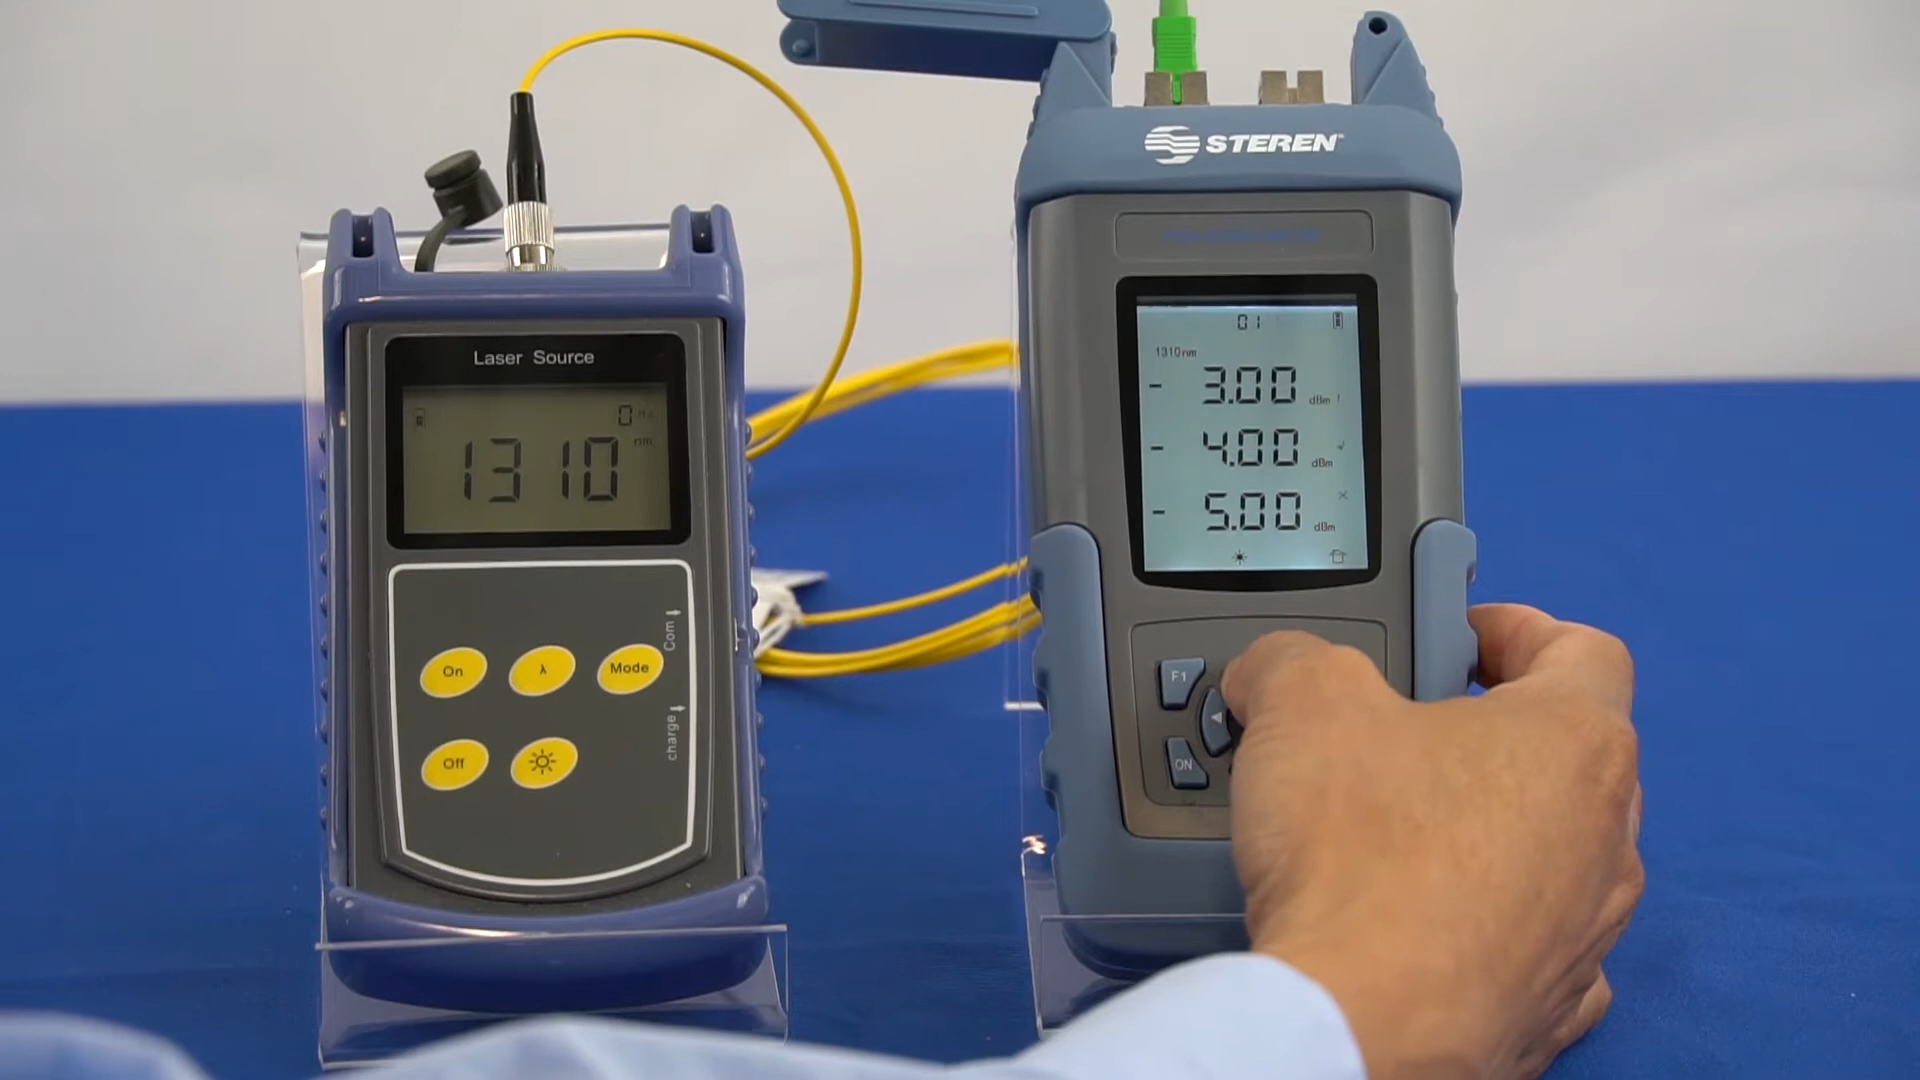 Laser Source
0 Hz
1310 nm
On
λ
Mode
Off
Com
charge
STEREN
01
1310nm
- 3.00 dBm !
- 4.00 dBm ✓
- 5.00 dBm ×
F1
ON